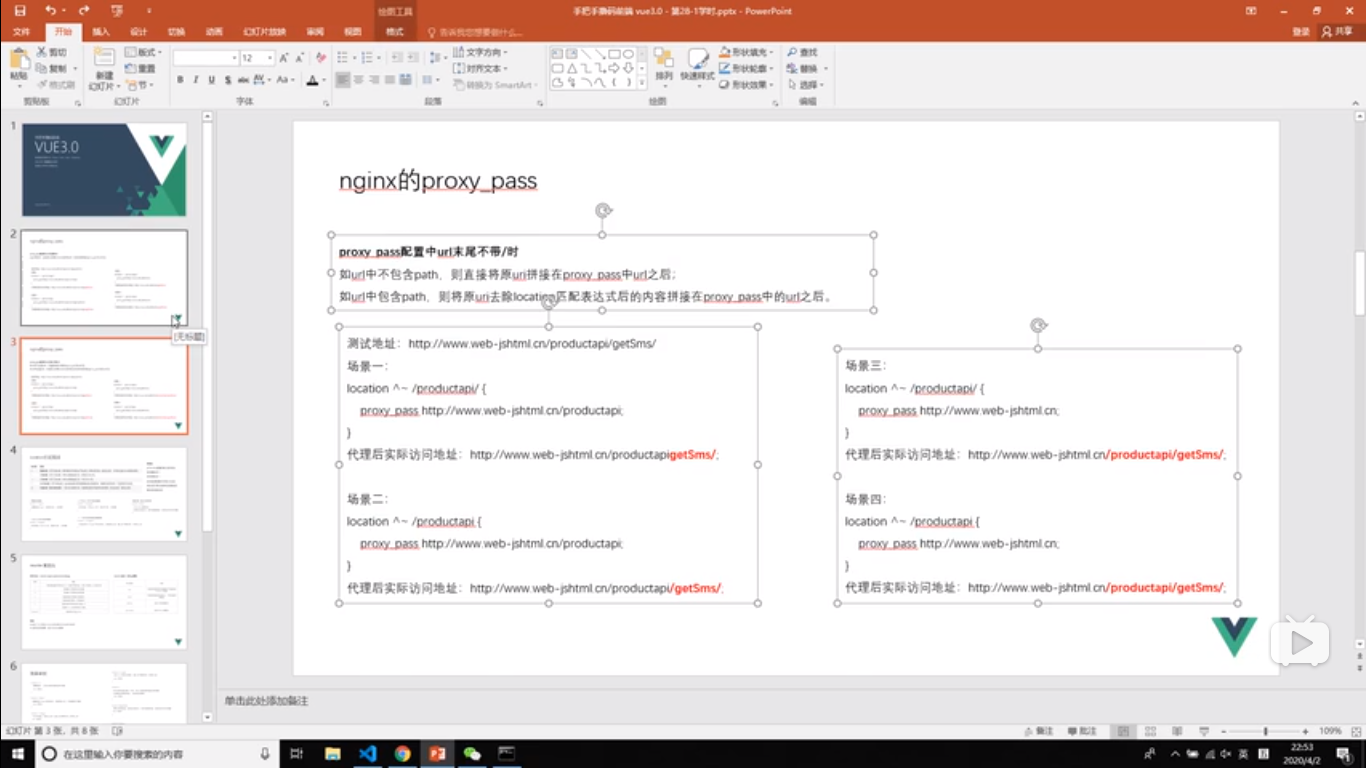 手把手撸码前端 vue3.0 - 第28-1学时.pptx - PowerPoint
绘图工具
文件 开始 插入 设计 切换 动画 幻灯片放映 审阅 视图 格式 告诉我您想要做什么... 登录 共享
粘贴 剪切 复制 格式刷 剪贴板
新建 幻灯片 版式 重置 节 幻灯片
12 B I U S abc AV Aa A 字体
文字方向 对齐文本 转换为 SmartArt 段落
排列 快速样式 形状填充 形状轮廓 形状效果 绘图
查找 替换 选择 编辑
1
VUE3.0
2
[无标题]
3
4
5
6
nginx的proxy_pass
proxy_pass配置中url末尾不带/时
如url中不包含path，则直接将原uri拼接在proxy_pass中url之后；
如url中包含path，则将原uri去除location匹配表达式后的内容拼接在proxy_pass中的url之后。
测试地址：http://www.web-jshtml.cn/productapi/getSms/
场景一：
location ^~ /productapi/ {
proxy_pass http://www.web-jshtml.cn/productapi;
}
代理后实际访问地址：http://www.web-jshtml.cn/productapigetSms/;
场景二：
location ^~ /productapi {
proxy_pass http://www.web-jshtml.cn/productapi;
}
代理后实际访问地址：http://www.web-jshtml.cn/productapi/getSms/;
场景三：
location ^~ /productapi/ {
proxy_pass http://www.web-jshtml.cn;
}
代理后实际访问地址：http://www.web-jshtml.cn/productapi/getSms/;
场景四：
location ^~ /productapi {
proxy_pass http://www.web-jshtml.cn;
}
代理后实际访问地址：http://www.web-jshtml.cn/productapi/getSms/;
单击此处添加备注
幻灯片 第 3 张，共 8 张 备注 批注 109%
在这里输入你要搜索的内容
英
22:53
2020/4/2